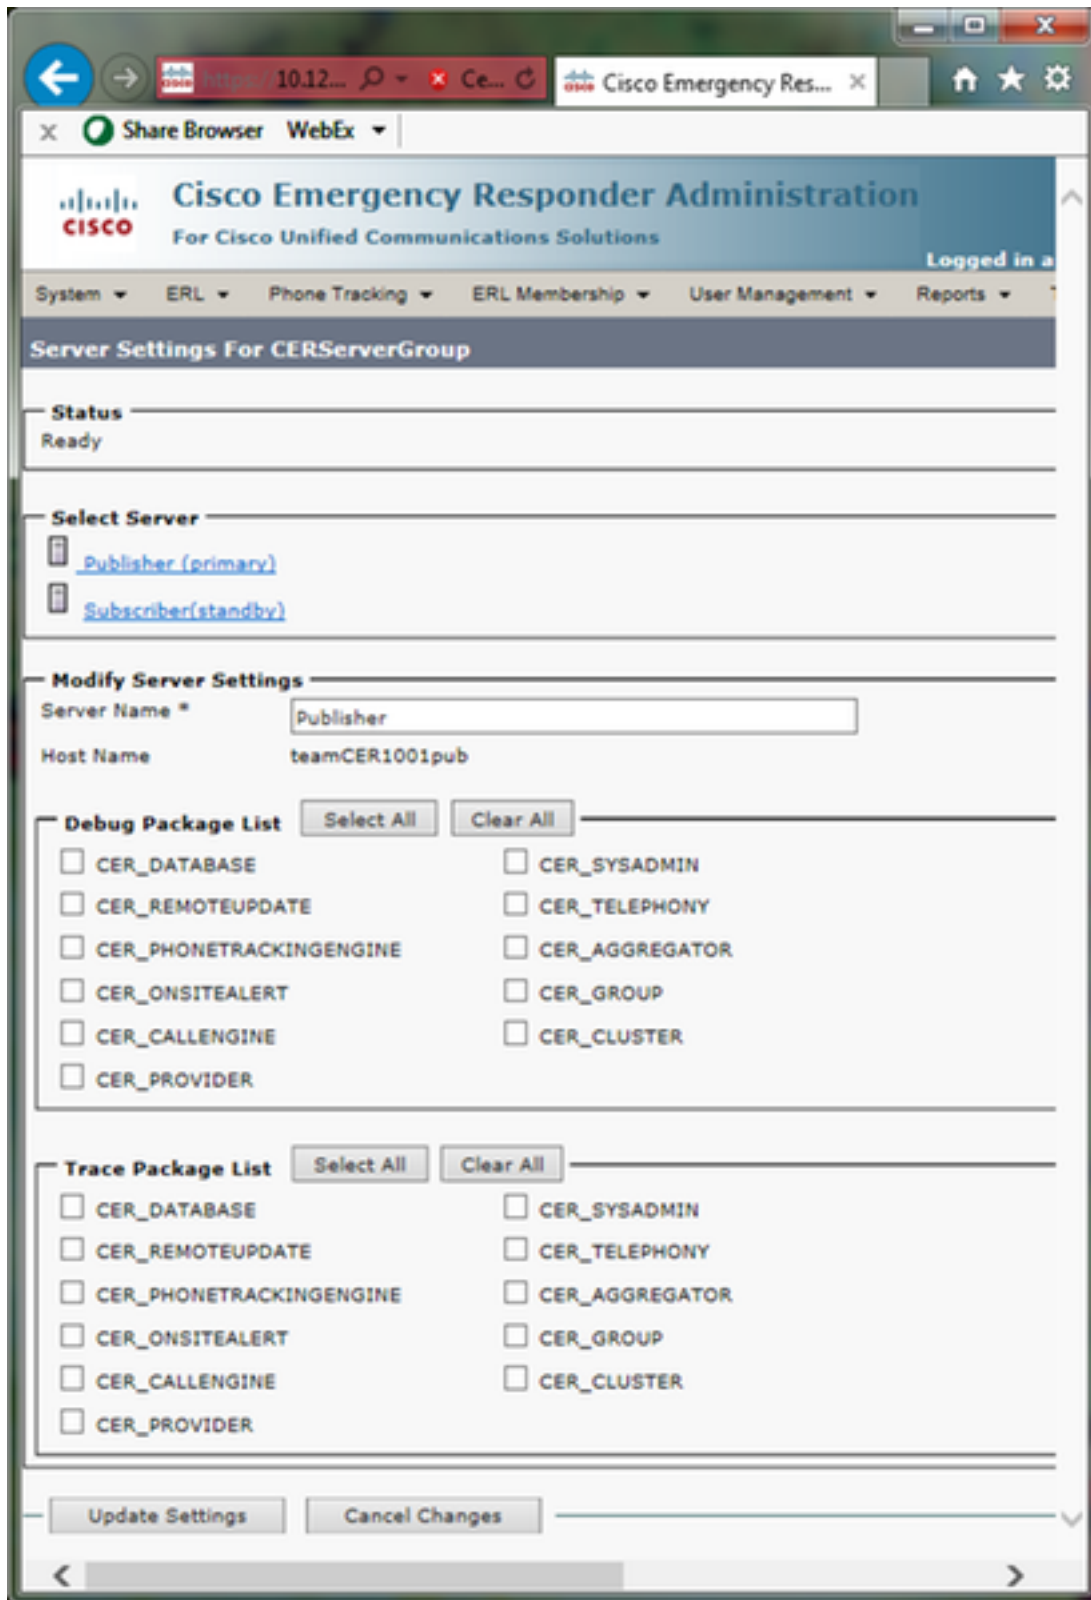 https://10.12... Ce... Cisco Emergency Res...
Share Browser WebEx
CISCO
Cisco Emergency Responder Administration
For Cisco Unified Communications Solutions
Logged in a
System ERL Phone Tracking ERL Membership User Management Reports
Server Settings For CERServerGroup
Status
Ready
Select Server
Publisher (primary)
Subscriber(standby)
Modify Server Settings
Server Name * Publisher
Host Name teamCER1001pub
Debug Package List Select All Clear All
CER_DATABASE CER_SYSADMIN
CER_REMOTEUPDATE CER_TELEPHONY
CER_PHONETRACKINGENGINE CER_AGGREGATOR
CER_ONSITEALERT CER_GROUP
CER_CALLENGINE CER_CLUSTER
CER_PROVIDER
Trace Package List Select All Clear All
CER_DATABASE CER_SYSADMIN
CER_REMOTEUPDATE CER_TELEPHONY
CER_PHONETRACKINGENGINE CER_AGGREGATOR
CER_ONSITEALERT CER_GROUP
CER_CALLENGINE CER_CLUSTER
CER_PROVIDER
Update Settings Cancel Changes